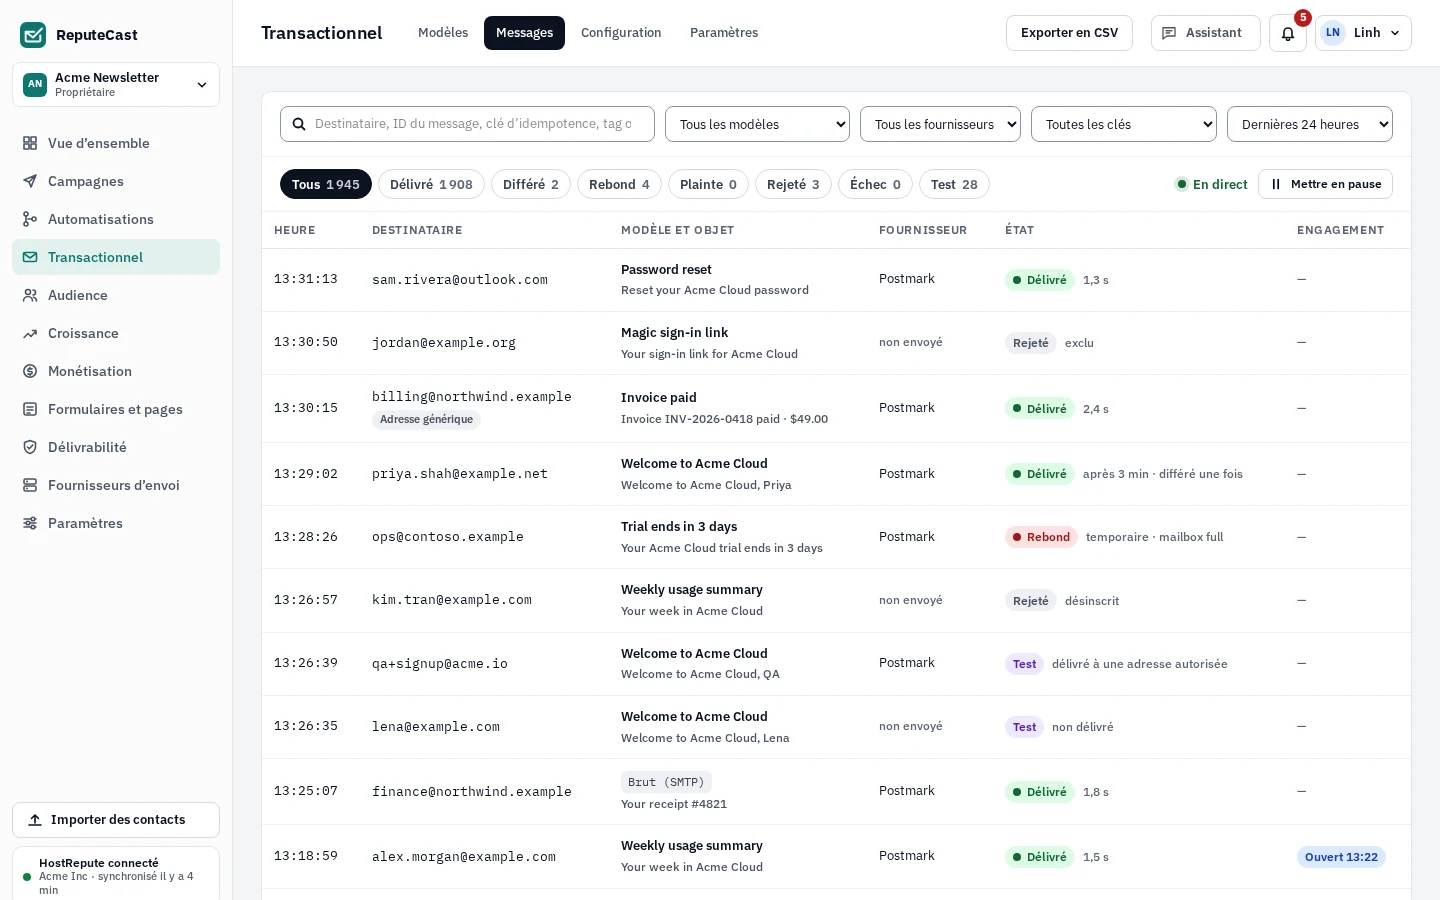 ReputeCast
AN
Acme Newsletter
Propriétaire
Vue d’ensemble
Campagnes
Automatisations
Transactionnel
Audience
Croissance
Monétisation
Formulaires et pages
Délivrabilité
Fournisseurs d’envoi
Paramètres
Importer des contacts
HostRepute connecté
Acme Inc · synchronisé il y a 4
min
Transactionnel
Modèles
Messages
Configuration
Paramètres
Exporter en CSV
Assistant
5
LN
Linh
Destinataire, ID du message, clé d’idempotence, tag o
Tous les modèles
Tous les fournisseurs
Toutes les clés
Dernières 24 heures
Tous 1 945
Délivré 1 908
Différé 2
Rebond 4
Plainte 0
Rejeté 3
Échec 0
Test 28
En direct
Mettre en pause
HEURE DESTINATAIRE MODÈLE ET OBJET FOURNISSEUR ÉTAT ENGAGEMENT
13:31:13 sam.rivera@outlook.com Password reset Postmark Délivré 1,3 s —
Reset your Acme Cloud password
13:30:50 jordan@example.org Magic sign-in link non envoyé Rejeté exclu —
Your sign-in link for Acme Cloud
13:30:15 billing@northwind.example Invoice paid Postmark Délivré 2,4 s —
Adresse générique Invoice INV-2026-0418 paid · $49.00
13:29:02 priya.shah@example.net Welcome to Acme Cloud Postmark Délivré après 3 min · différé une fois —
Welcome to Acme Cloud, Priya
13:28:26 ops@contoso.example Trial ends in 3 days Postmark Rebond temporaire · mailbox full —
Your Acme Cloud trial ends in 3 days
13:26:57 kim.tran@example.com Weekly usage summary non envoyé Rejeté désinscrit —
Your week in Acme Cloud
13:26:39 qa+signup@acme.io Welcome to Acme Cloud Postmark Test délivré à une adresse autorisée —
Welcome to Acme Cloud, QA
13:26:35 lena@example.com Welcome to Acme Cloud non envoyé Test non délivré —
Welcome to Acme Cloud, Lena
13:25:07 finance@northwind.example Brut (SMTP) Postmark Délivré 1,8 s —
Your receipt #4821
13:18:59 alex.morgan@example.com Weekly usage summary Postmark Délivré 1,5 s Ouvert 13:22
Your week in Acme Cloud